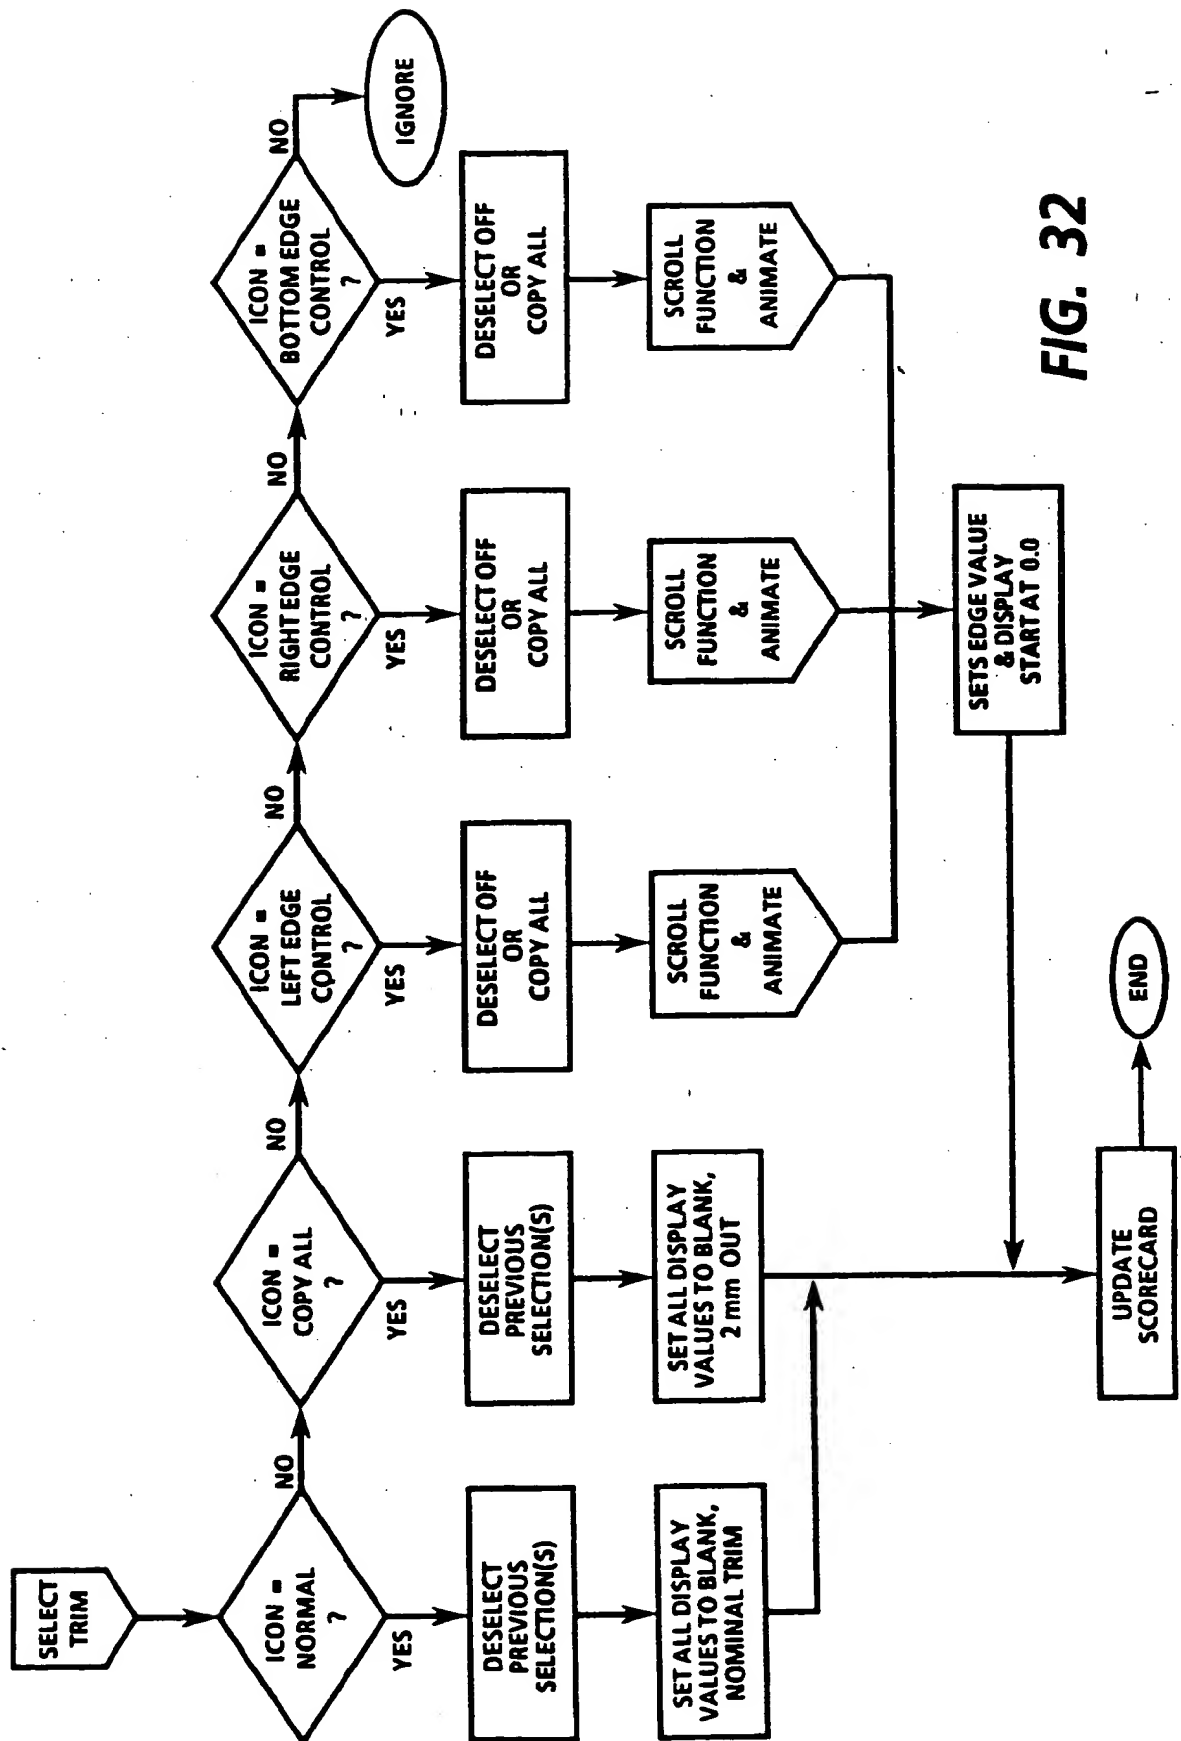 SELECT
TRIM
ICON =
NORMAL
?
NO
YES
DESELECT
PREVIOUS
SELECTION(S)
SET ALL DISPLAY
VALUES TO BLANK,
NOMINAL TRIM
ICON =
COPY ALL
?
NO
YES
DESELECT
PREVIOUS
SELECTION(S)
SET ALL DISPLAY
VALUES TO BLANK,
2 mm OUT
ICON =
LEFT EDGE
CONTROL
?
NO
YES
DESELECT OFF
OR
COPY ALL
SCROLL
FUNCTION
&
ANIMATE
ICON =
RIGHT EDGE
CONTROL
?
NO
YES
DESELECT OFF
OR
COPY ALL
SCROLL
FUNCTION
&
ANIMATE
ICON =
BOTTOM EDGE
CONTROL
?
NO
YES
IGNORE
DESELECT OFF
OR
COPY ALL
SCROLL
FUNCTION
&
ANIMATE
SETS EDGE VALUE
& DISPLAY
START AT 0.0
UPDATE
SCORECARD
END
FIG. 32